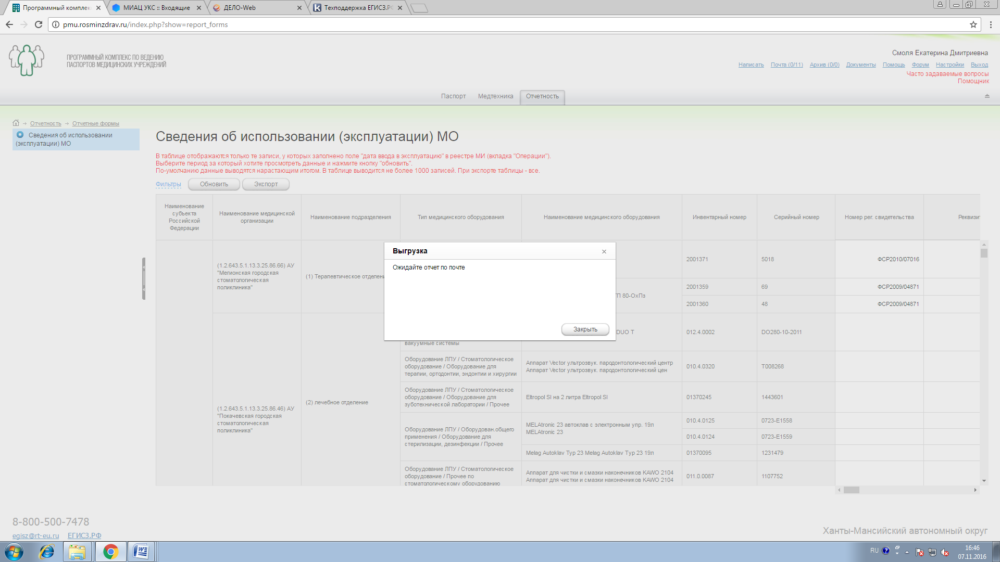 Программный комплек
МИАЦ УКС :: Входящие
ДЕЛО-Web
Техподдержка ЕГИСЗ.РФ
pmu.rosminzdrav.ru/index.php?show=report_forms
ПРОГРАММНЫЙ КОМПЛЕКС ПО ВЕДЕНИЮ
ПАСПОРТОВ МЕДИЦИНСКИХ УЧРЕЖДЕНИЙ
Смоля Екатерина Дмитриевна
Написать Почта (0/11) Архив (0/0) Документы Помощь Форум Настройки Выход
Часто задаваемые вопросы
Помощник
Паспорт Медтехника Отчетность
→ Отчетность → Отчетные формы
Сведения об использовании
(эксплуатации) МО
Сведения об использовании (эксплуатации) МО
В таблице отображаются только те записи, у которых заполнено поле "дата ввода в эксплуатацию" в реестре МИ (вкладка "Операции").
Выберите период за который хотите просмотреть данные и нажмите кнопку "обновить".
По-умолчанию данные выводятся нарастающим итогом. В таблице выводится не более 1000 записей. При экспорте таблицы - все.
Фильтры Обновить Экспорт
Наименование
субъекта
Российской
Федерации
Наименование медицинской
организации
Наименование подразделения
Тип медицинского оборудования
Наименование медицинского оборудования
Инвентарный номер
Серийный номер
Номер рег. свидетельства
Реквизит
(1.2.643.5.1.13.3.25.86.66) АУ
"Мегионская городская
стоматологическая
поликлиника"
(1) Терапевтическое отделени
2001371
5018
ФСР2010/07016
ГП 80-ОхПз
2001359
69
ФСР2009/04871
2001360
48
ФСР2009/04871
Выгрузка
Ожидайте отчет по почте
Закрыть
(1.2.643.5.1.13.3.25.86.46) АУ
"Покачевская городская
стоматологическая
поликлиника"
(2) лечебное отделение
вакуумные системы
DUO T
012.4.0002
DO280-10-2011
Оборудование ЛПУ / Стоматологическое
оборудование / Оборудование для
терапии, ортодонтии, эндонтии и хирургии
Аппарат Vector ультрозвук. пародонтологический центр
Аппарат Vector ультрозвук. пародонтологический цен
010.4.0320
T008268
Оборудование ЛПУ / Стоматологическое
оборудование / Оборудование для
зуботехнической лаборатории / Прочее
Eltropol SI на 2 литра Eltropol SI
01370245
1443601
Оборудование ЛПУ / Оборудован.общего
применения / Оборудование для
стерилизации, дезинфекции / Прочее
MELAtronic 23 автоклав с электронным упр. 19л
MELAtronic 23
010.4.0125
0723-E1558
010.4.0124
0723-E1559
Melag Autoklav Typ 23 Melag Autoklav Typ 23 19л
01370095
1231479
Оборудование ЛПУ / Стоматологическое
оборудование / Прочее по
стоматологическому оборудованию
Аппарат для чистки и смазки наконечников KAWO 2104
Аппарат для чистки и смазки наконечников KAWO 2104
011.0.0087
1107752
8-800-500-7478
egisz@rt-eu.ru ЕГИСЗ.РФ
Ханты-Мансийский автономный округ
RU
16:46
07.11.2016